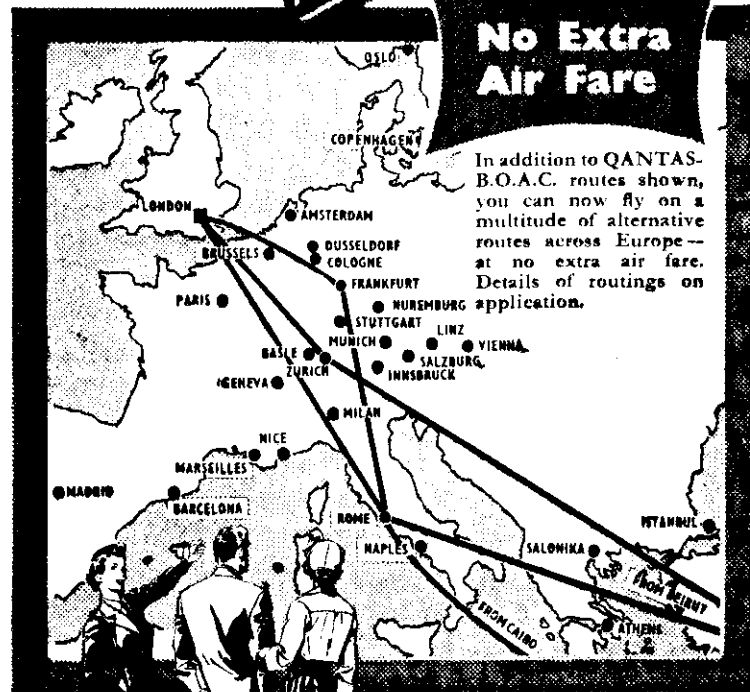 No Extra
Air Fare
In addition to QANTAS-
B.O.A.C. routes shown,
you can now fly on a
multitude of alternative
routes across Europe—
at no extra air fare.
Details of routings on
application.
OSLO
COPENHAGEN
LONDON
AMSTERDAM
BRUSSELS
DUSSELDORF
COLOGNE
FRANKFURT
PARIS
NUREMBURG
STUTTGART
MUNICH
LINZ
VIENNA
BASLE
ZURICH
SALZBURG
INNSBRUCK
GENEVA
MILAN
NICE
MARSEILLES
MADRID
BARCELONA
ROME
NAPLES
SALONIKA
ISTANBUL
FROM BEIRUT
FROM CAIRO
ATHENS